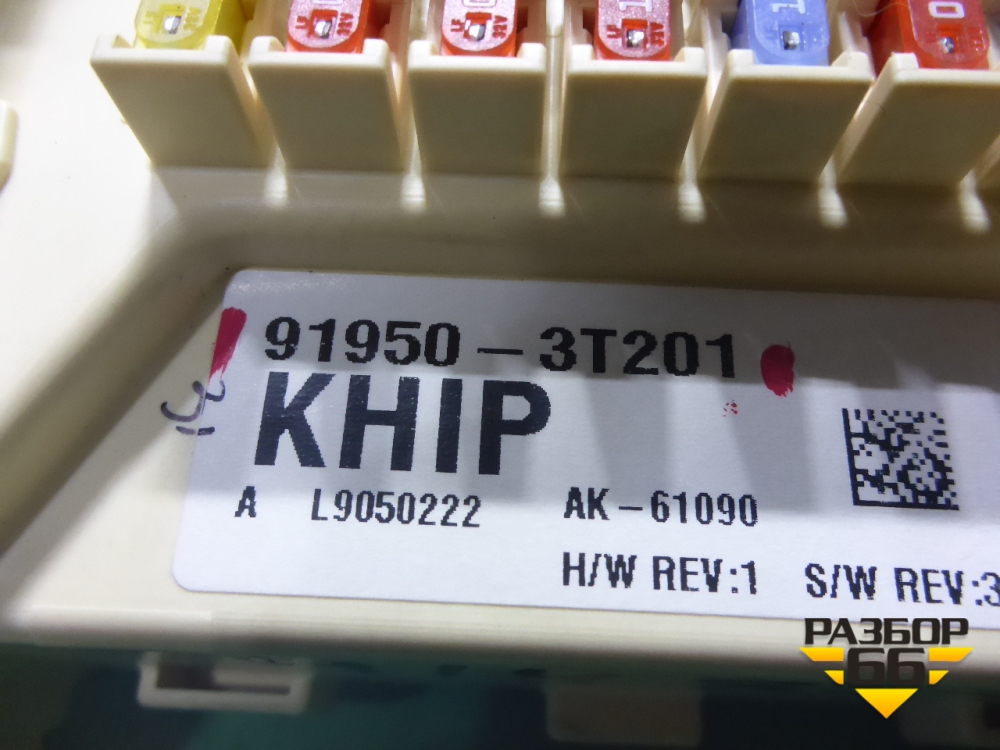 91950-3T201
KHIP
A L9050222 AK-61090
H/W REV:1 S/W REV:3
РАЗБОР
66